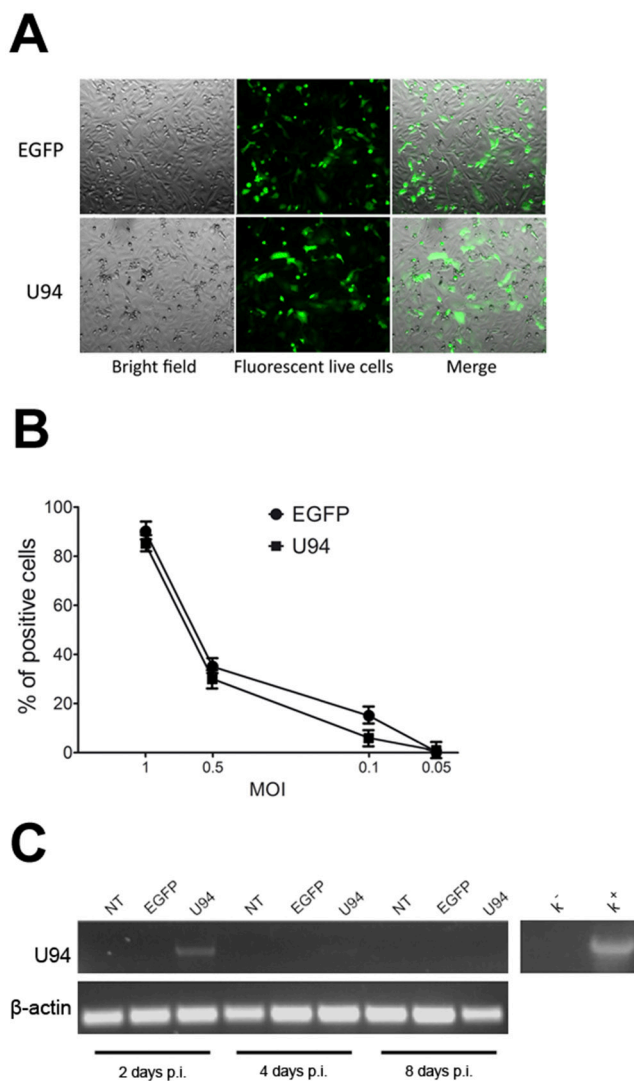 A
EGFP
U94
Bright field Fluorescent live cells Merge
B
100
80
60
40
20
0
% of positive cells
EGFP
U94
1 0.5 0.1 0.05
MOI
C
NT EGFP U94 NT EGFP U94 NT EGFP U94 k- k+
U94
β-actin
2 days p.i. 4 days p.i. 8 days p.i.